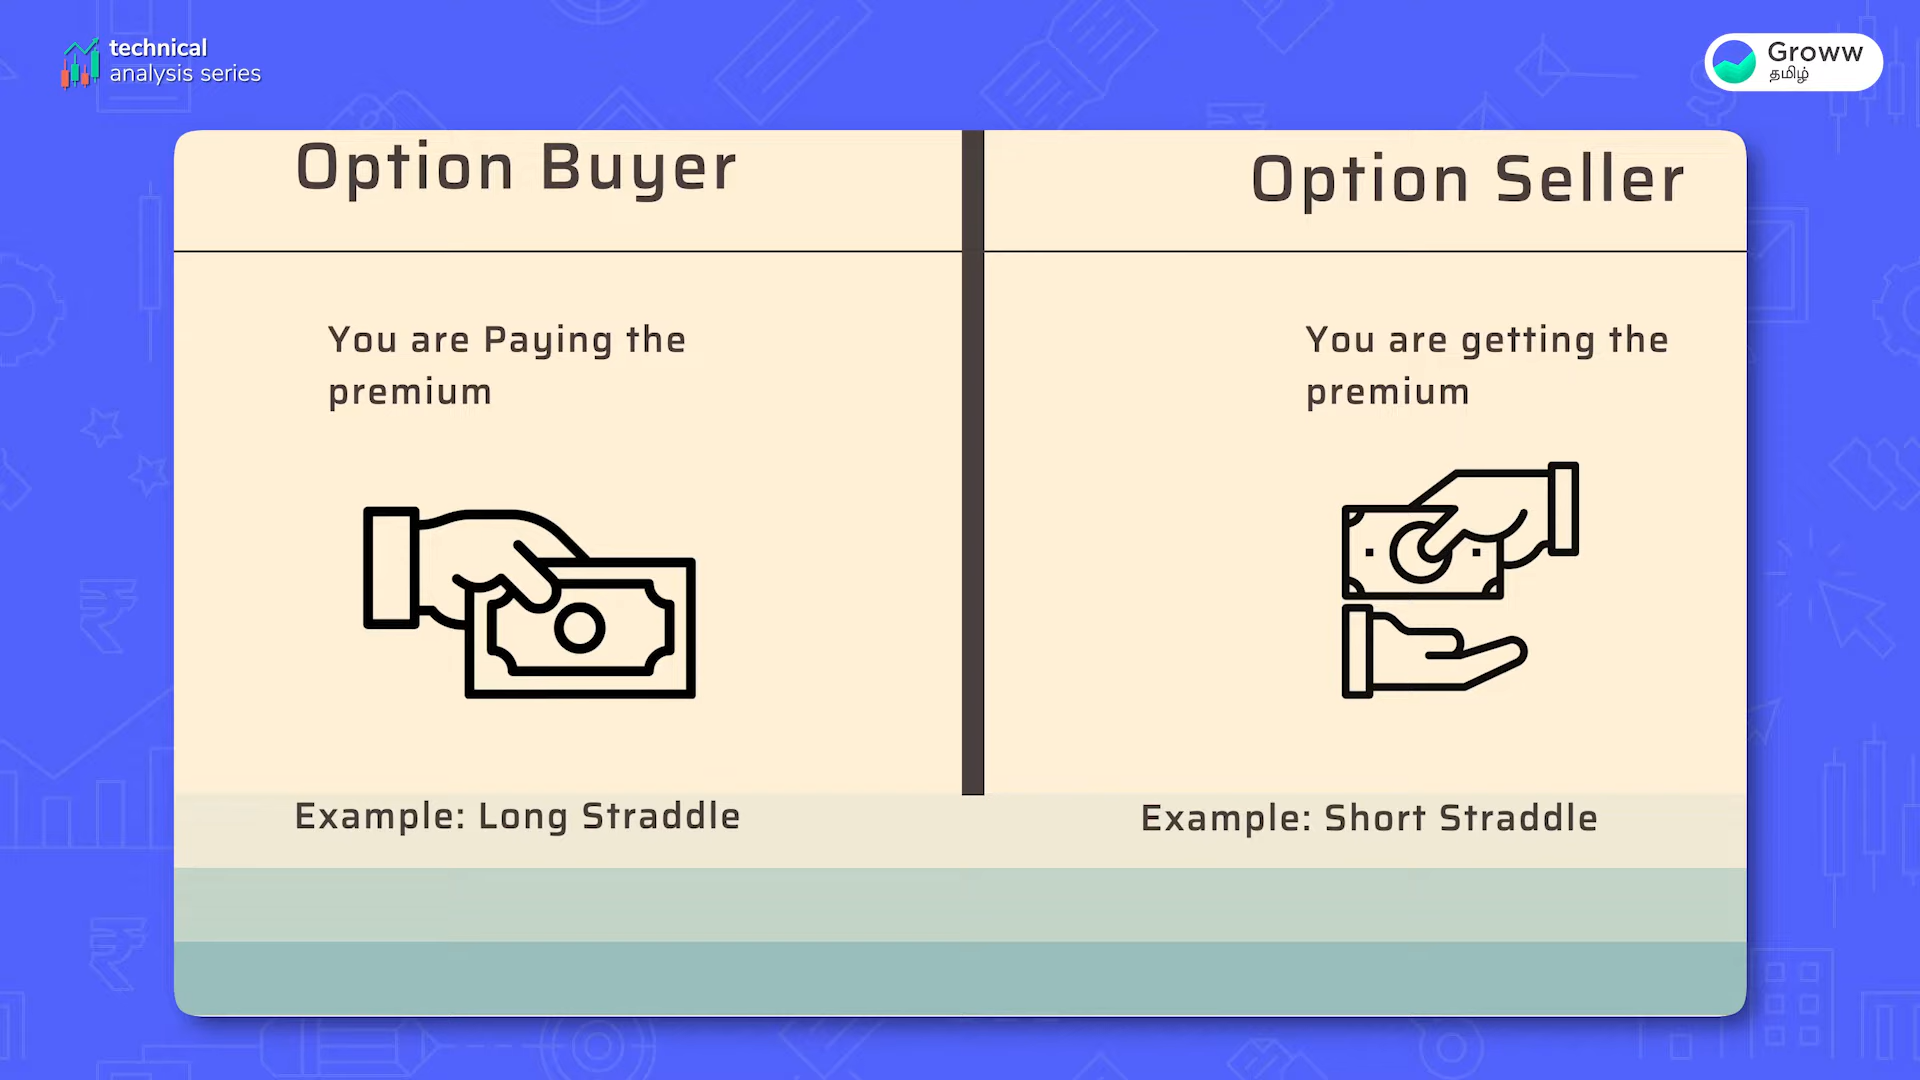 technical
analysis series
Groww
தமிழ்
Option Buyer
Option Seller
You are Paying the
premium
You are getting the
premium
Example: Long Straddle
Example: Short Straddle